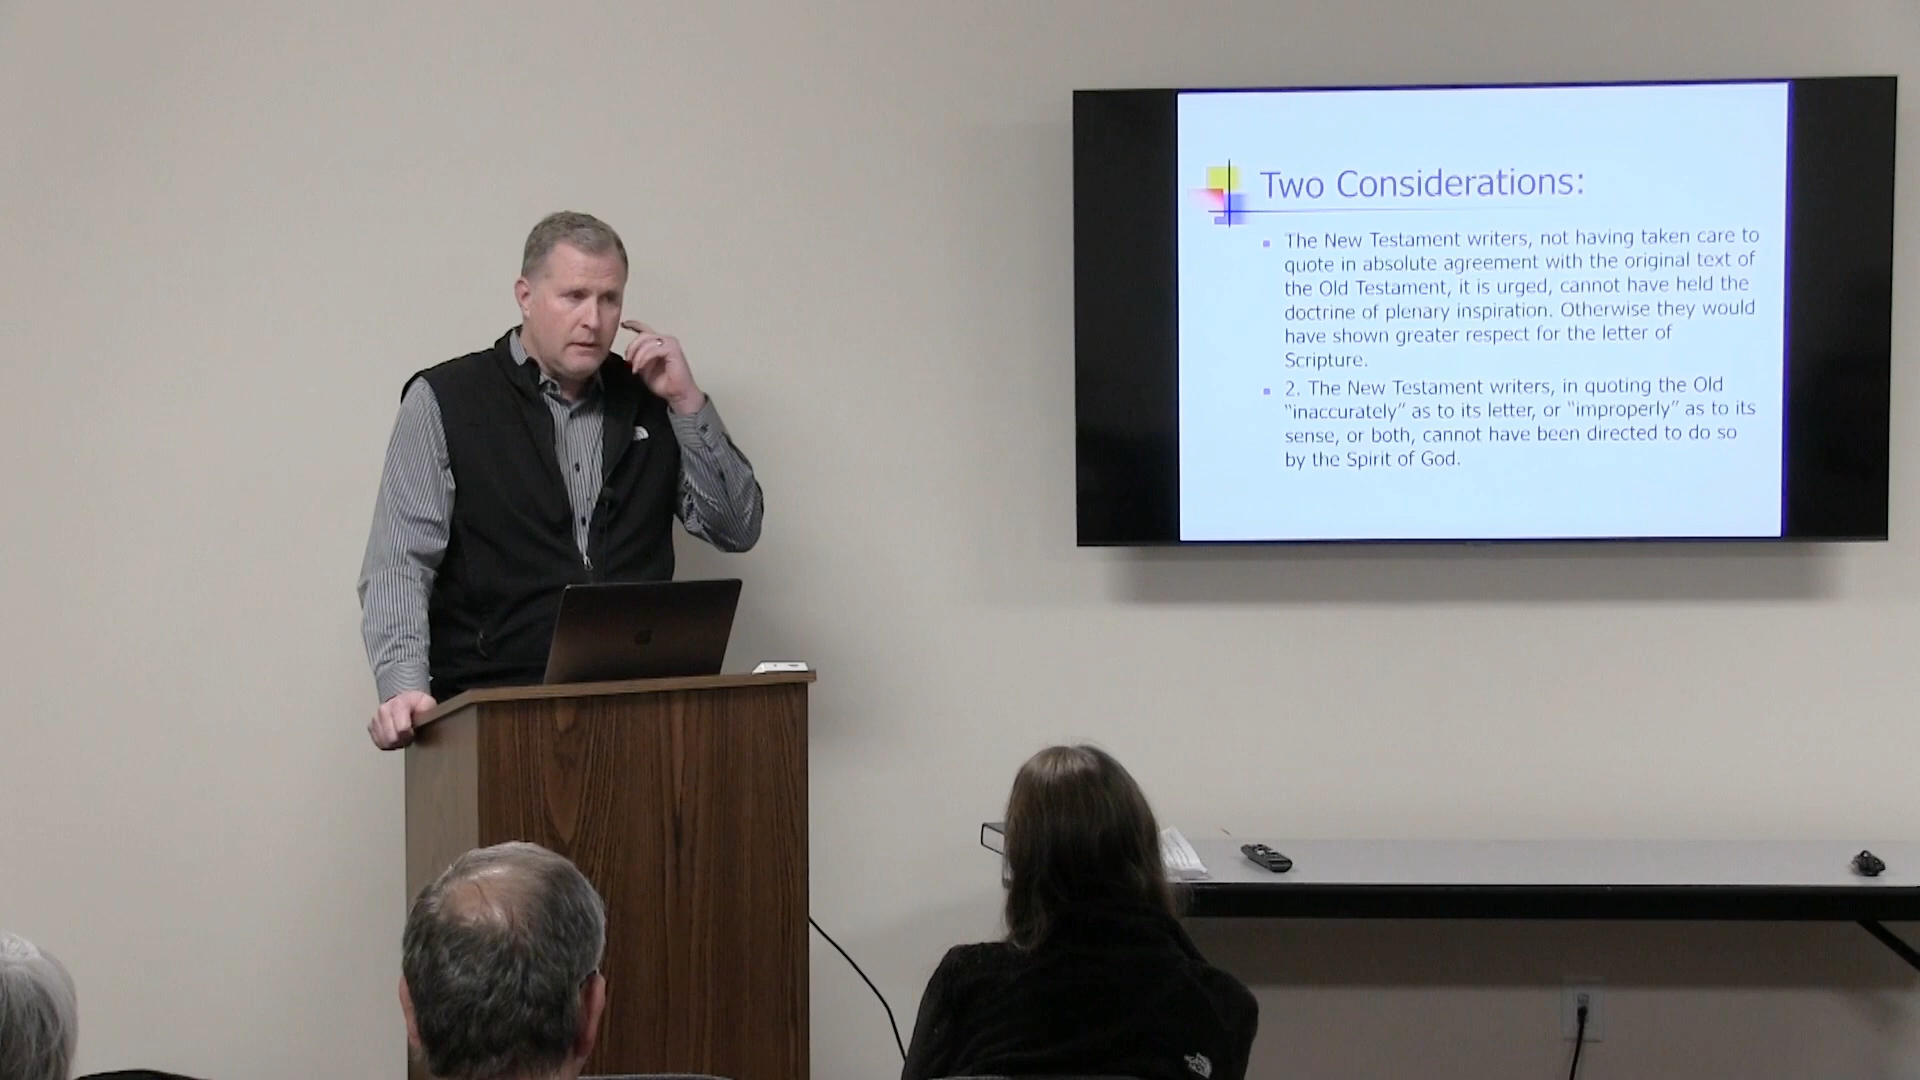 Two Considerations:
The New Testament writers, not having taken care to
quote in absolute agreement with the original text of
the Old Testament, it is urged, cannot have held the
doctrine of plenary inspiration. Otherwise they would
have shown greater respect for the letter of
Scripture.
2. The New Testament writers, in quoting the Old
"inaccurately" as to its letter, or "improperly" as to its
sense, or both, cannot have been directed to do so
by the Spirit of God.